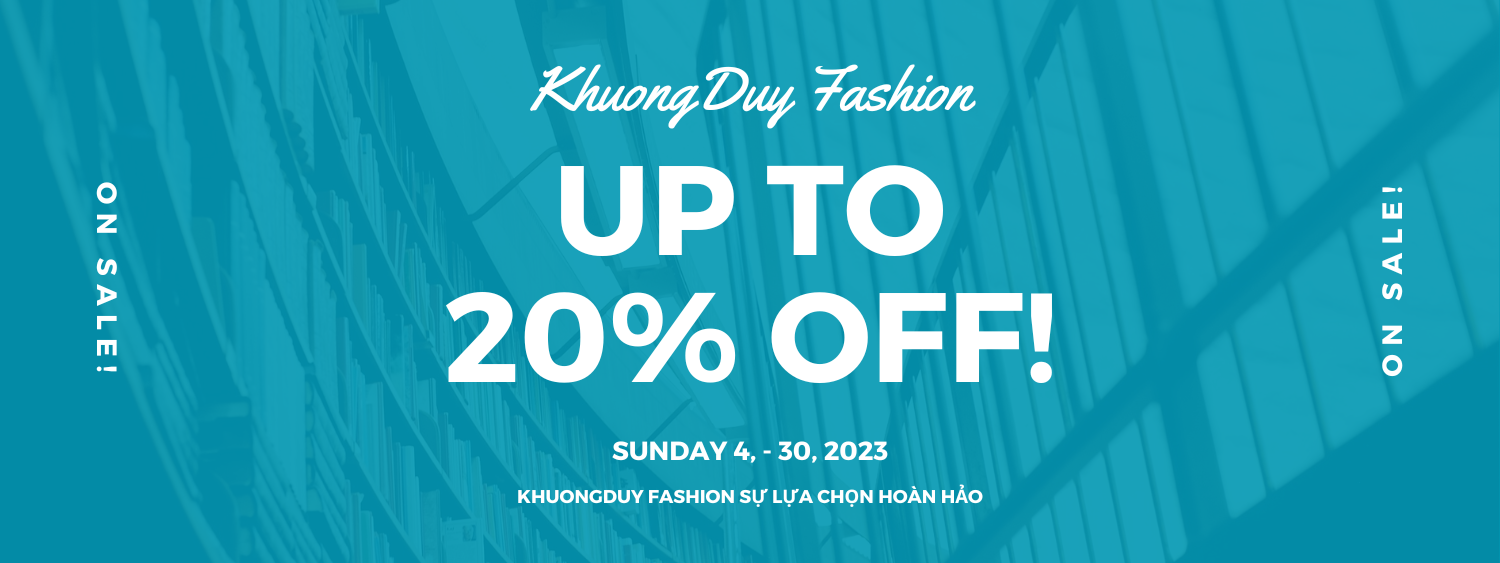 KhuongDuy Fashion
UP TO
20% OFF!
ON SALE!
ON SALE!
SUNDAY 4, - 30, 2023
KHUONGDUY FASHION SỰ LỰA CHỌN HOÀN HẢO